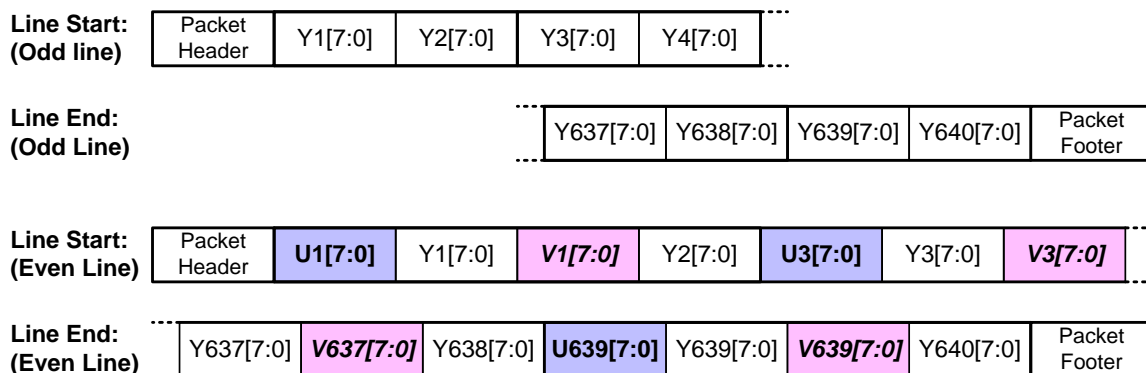 Line Start: Packet Header Y1[7:0] Y2[7:0] Y3[7:0] Y4[7:0]
(Odd line)
Line End: Y637[7:0] Y638[7:0] Y639[7:0] Y640[7:0] Packet Footer
(Odd Line)
Line Start: Packet Header U1[7:0] Y1[7:0] V1[7:0] Y2[7:0] U3[7:0] Y3[7:0] V3[7:0]
(Even Line)
Line End: Y637[7:0] V637[7:0] Y638[7:0] U639[7:0] Y639[7:0] V639[7:0] Y640[7:0] Packet Footer
(Even Line)